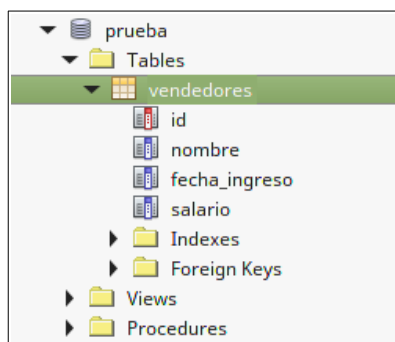 prueba
Tables
vendedores
id
nombre
fecha_ingreso
salario
Indexes
Foreign Keys
Views
Procedures